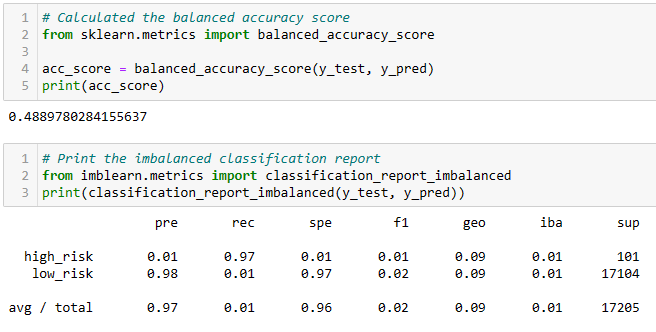 1 # Calculated the balanced accuracy score
2 from sklearn.metrics import balanced_accuracy_score
3
4 acc_score = balanced_accuracy_score(y_test, y_pred)
5 print(acc_score)
0.4889780284155637
1 # Print the imbalanced classification report
2 from imblearn.metrics import classification_report_imbalanced
3 print(classification_report_imbalanced(y_test, y_pred))
pre rec spe f1 geo iba sup
high_risk 0.01 0.97 0.01 0.01 0.09 0.01 101
low_risk 0.98 0.01 0.97 0.02 0.09 0.01 17104
avg / total 0.97 0.01 0.96 0.02 0.09 0.01 17205